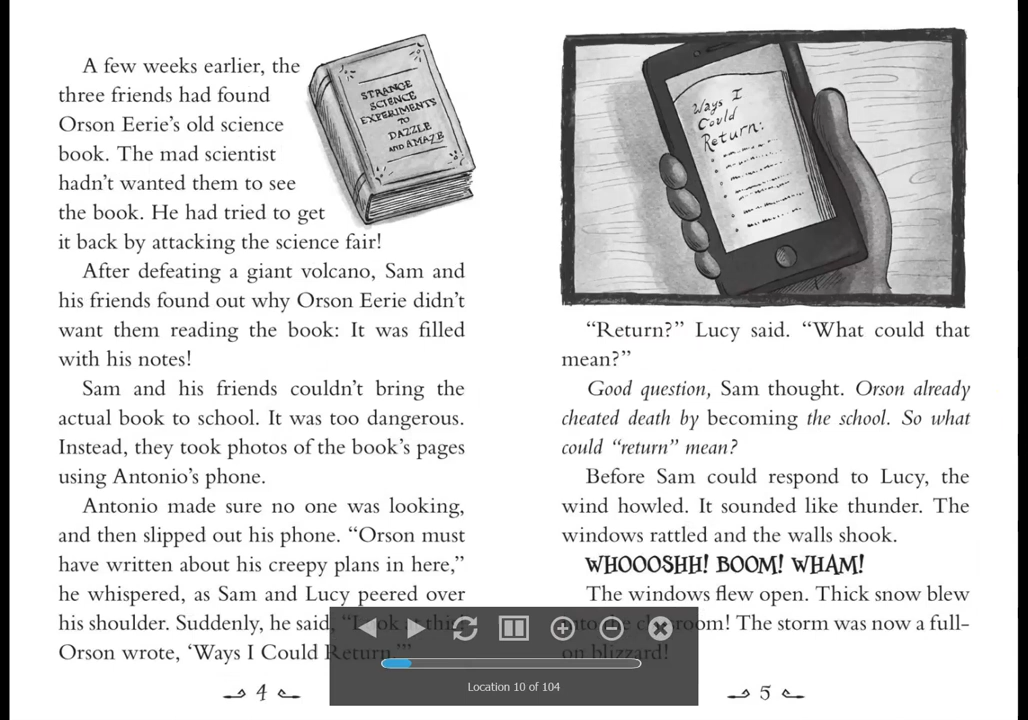 A few weeks earlier, the
three friends had found
Orson Eerie's old science
book. The mad scientist
hadn't wanted them to see
the book. He had tried to get
it back by attacking the science fair!
STRANGE
SCIENCE
EXPERIMENTS
TO
DAZZLE
AND AMAZE
After defeating a giant volcano, Sam and
his friends found out why Orson Eerie didn't
want them reading the book: It was filled
with his notes!
Sam and his friends couldn't bring the
actual book to school. It was too dangerous.
Instead, they took photos of the book's pages
using Antonio's phone.
Antonio made sure no one was looking,
and then slipped out his phone. “Orson must
have written about his creepy plans in here,”
he whispered, as Sam and Lucy peered over
his shoulder. Suddenly, he said, “Look at this!
Orson wrote, ‘Ways I Could Return.’”
4
Ways I
Could
Return:
“Return?” Lucy said. “What could that
mean?”
Good question, Sam thought. Orson already
cheated death by becoming the school. So what
could “return” mean?
Before Sam could respond to Lucy, the
wind howled. It sounded like thunder. The
windows rattled and the walls shook.
WHOOOSHH! BOOM! WHAM!
The windows flew open. Thick snow blew
into the classroom! The storm was now a full-
on blizzard!
5
Location 10 of 104